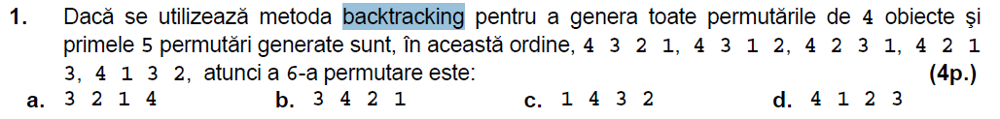 1. Dacă se utilizează metoda backtracking pentru a genera toate permutările de 4 obiecte şi
primele 5 permutări generate sunt, în această ordine, 4 3 2 1, 4 3 1 2, 4 2 3 1, 4 2 1
3, 4 1 3 2, atunci a 6-a permutare este: (4p.)
a. 3 2 1 4 b. 3 4 2 1 c. 1 4 3 2 d. 4 1 2 3